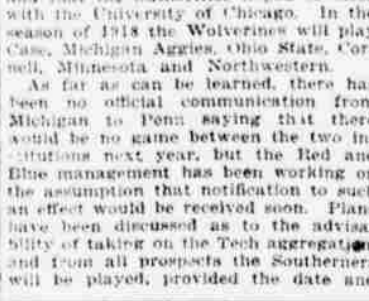 with the University of Chicago. In the
season of 1918 the Wolverines will play
Case, Michigan Aggies, Ohio State, Cor
nell, Minnesota and Northwestern.
As far as can be learned, there ha
been no official communication from
Michigan to Penn saying that there
would be no game between the two in
stitutions next year, but the Red and
Blue management has been working on
the assumption that notification to such
an effect would be received soon. Plan
have been discussed as to the advisa
bility of taking on the Tech aggregation
and from all prospects the Southerner
will be played, provided the date and